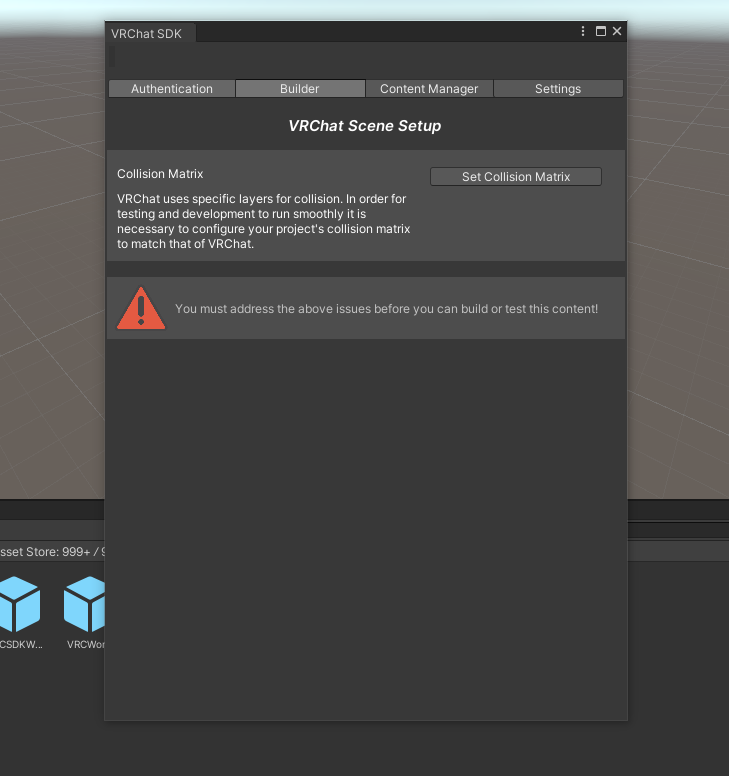 VRChat SDK
Authentication
Builder
Content Manager
Settings
VRChat Scene Setup
Collision Matrix
Set Collision Matrix
VRChat uses specific layers for collision. In order for
testing and development to run smoothly it is
necessary to configure your project's collision matrix
to match that of VRChat.
You must address the above issues before you can build or test this content!
sset Store: 999+ / 9
CSDKW...
VRCWor